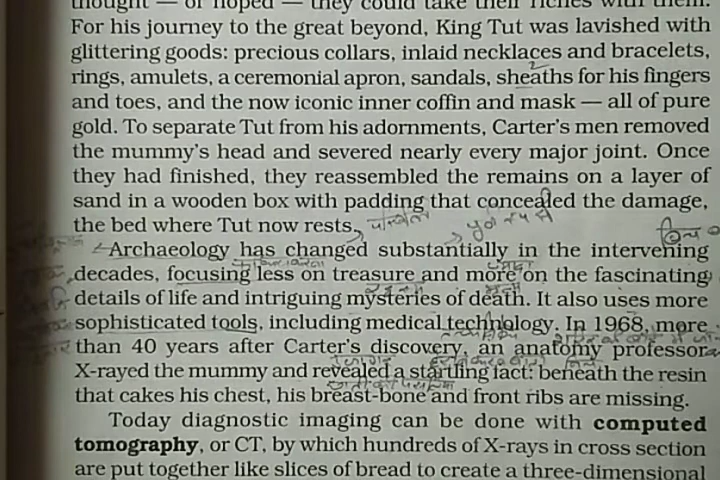 thought — or hoped — they could take their riches with them.
For his journey to the great beyond, King Tut was lavished with
glittering goods: precious collars, inlaid necklaces and bracelets,
rings, amulets, a ceremonial apron, sandals, sheaths for his fingers
and toes, and the now iconic inner coffin and mask — all of pure
gold. To separate Tut from his adornments, Carter's men removed
the mummy's head and severed nearly every major joint. Once
they had finished, they reassembled the remains on a layer of
sand in a wooden box with padding that concealed the damage,
the bed where Tut now rests.
Archaeology has changed substantially in the intervening
decades, focusing less on treasure and more on the fascinating
details of life and intriguing mysteries of death. It also uses more
sophisticated tools, including medical technology. In 1968, more
than 40 years after Carter's discovery, an anatomy professor
X-rayed the mummy and revealed a startling fact: beneath the resin
that cakes his chest, his breast-bone and front ribs are missing.
Today diagnostic imaging can be done with computed
tomography, or CT, by which hundreds of X-rays in cross section
are put together like slices of bread to create a three-dimensional